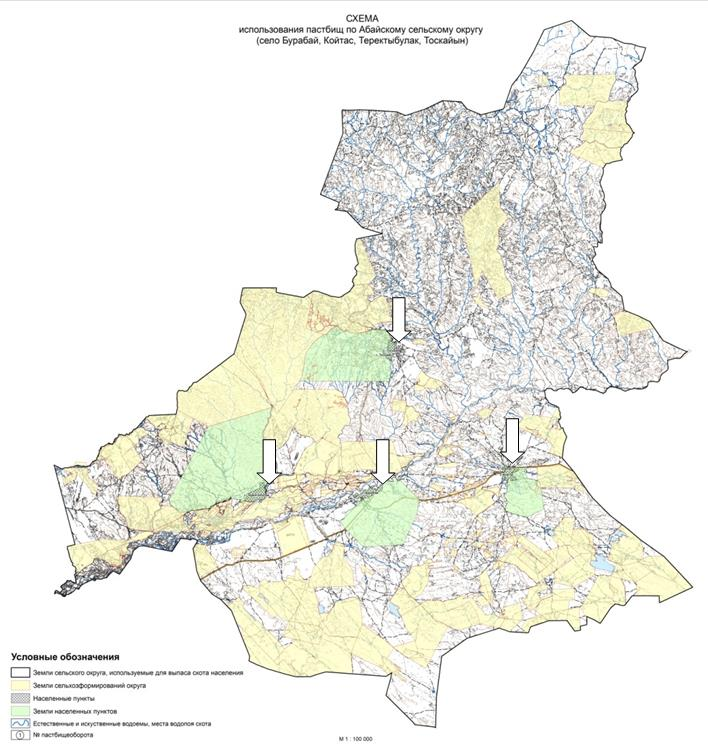 СХЕМА
использования пастбищ по Абайскому сельскому округу
(село Бурабай, Койтас, Теректыбулак, Тоскайын)
Условные обозначения
Земли сельского округа, используемые для выпаса скота населения
Земли сельхозформирований округа
Населенные пункты
Земли населенных пунктов
Естественные и искуственные водоемы, места водопоя скота
1 № пастбищеоборота
М 1 : 100 000